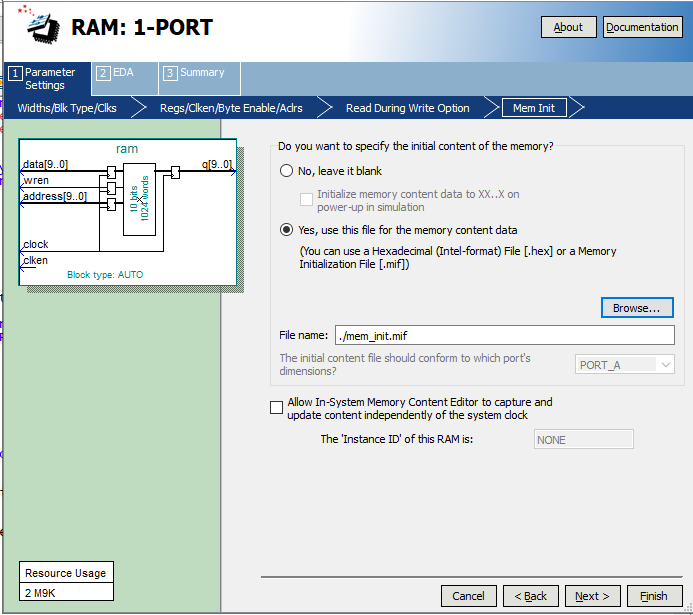 RAM: 1-PORT
About
Documentation
1 Parameter
Settings
2 EDA
3 Summary
Widths/Blk Type/Clks
Regs/Clken/Byte Enable/Aclrs
Read During Write Option
Mem Init
ram
data[9..0]
wren
address[9..0]
clock
clken
q[9..0]
10 bits
1024 words
Block type: AUTO
Do you want to specify the initial content of the memory?
No, leave it blank
Initialize memory content data to XX..X on
power-up in simulation
Yes, use this file for the memory content data
(You can use a Hexadecimal (Intel-format) File [.hex] or a Memory
Initialization File [.mif])
Browse...
File name: ./mem_init.mif
The initial content file should conform to which port's
dimensions?
PORT_A
Allow In-System Memory Content Editor to capture and
update content independently of the system clock
The 'Instance ID' of this RAM is: NONE
Resource Usage
2 M9K
Cancel
< Back
Next >
Finish